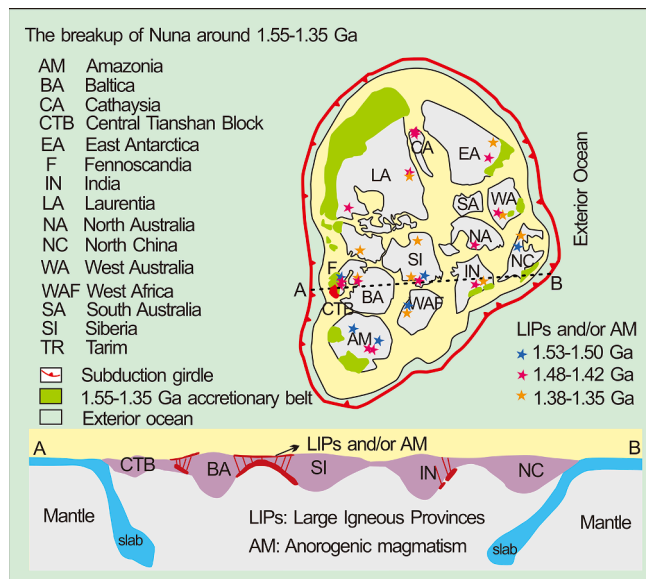 The breakup of Nuna around 1.55-1.35 Ga
AM Amazonia
BA Baltica
CA Cathaysia
CTB Central Tianshan Block
EA East Antarctica
F Fennoscandia
IN India
LA Laurentia
NA North Australia
NC North China
WA West Australia
WAF West Africa
SA South Australia
SI Siberia
TR Tarim
Subduction girdle
1.55-1.35 Ga accretionary belt
Exterior ocean
CA
EA
LA
SA
WA
NA
SI
NC
F
IN
A
B
BA
WAF
CTB
AM
Exterior Ocean
LIPs and/or AM
1.53-1.50 Ga
1.48-1.42 Ga
1.38-1.35 Ga
A
LIPs and/or AM
B
CTB
BA
SI
IN
NC
Mantle
LIPs: Large Igneous Provinces
Mantle
slab
AM: Anorogenic magmatism
slab